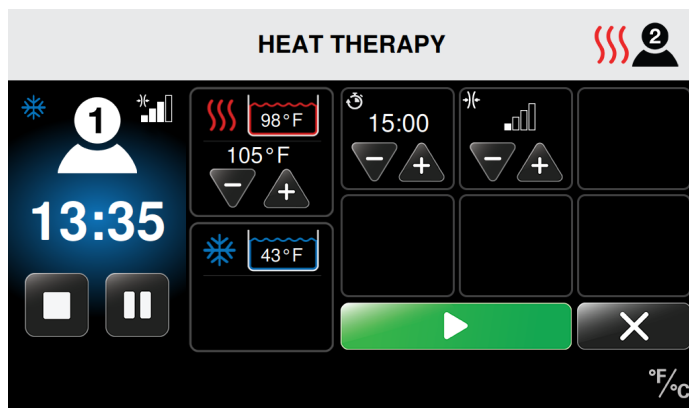 HEAT THERAPY
2
1
13:35
98°F
105°F
- +
43°F
15:00
- +
- +
°F/°C